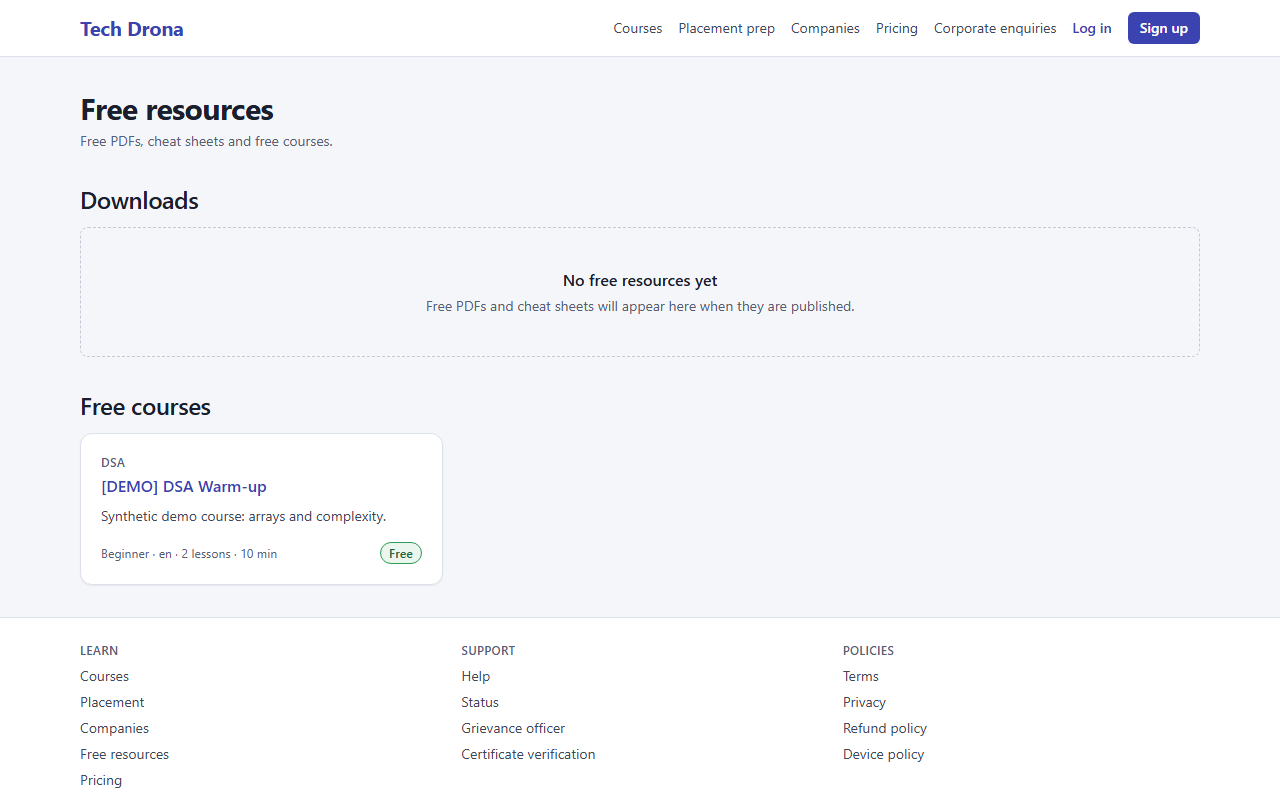 Tech Drona
Courses Placement prep Companies Pricing Corporate enquiries Log in Sign up
Free resources
Free PDFs, cheat sheets and free courses.
Downloads
No free resources yet
Free PDFs and cheat sheets will appear here when they are published.
Free courses
DSA
[DEMO] DSA Warm-up
Synthetic demo course: arrays and complexity.
Beginner · en · 2 lessons · 10 min Free
LEARN
Courses
Placement
Companies
Free resources
Pricing
SUPPORT
Help
Status
Grievance officer
Certificate verification
POLICIES
Terms
Privacy
Refund policy
Device policy